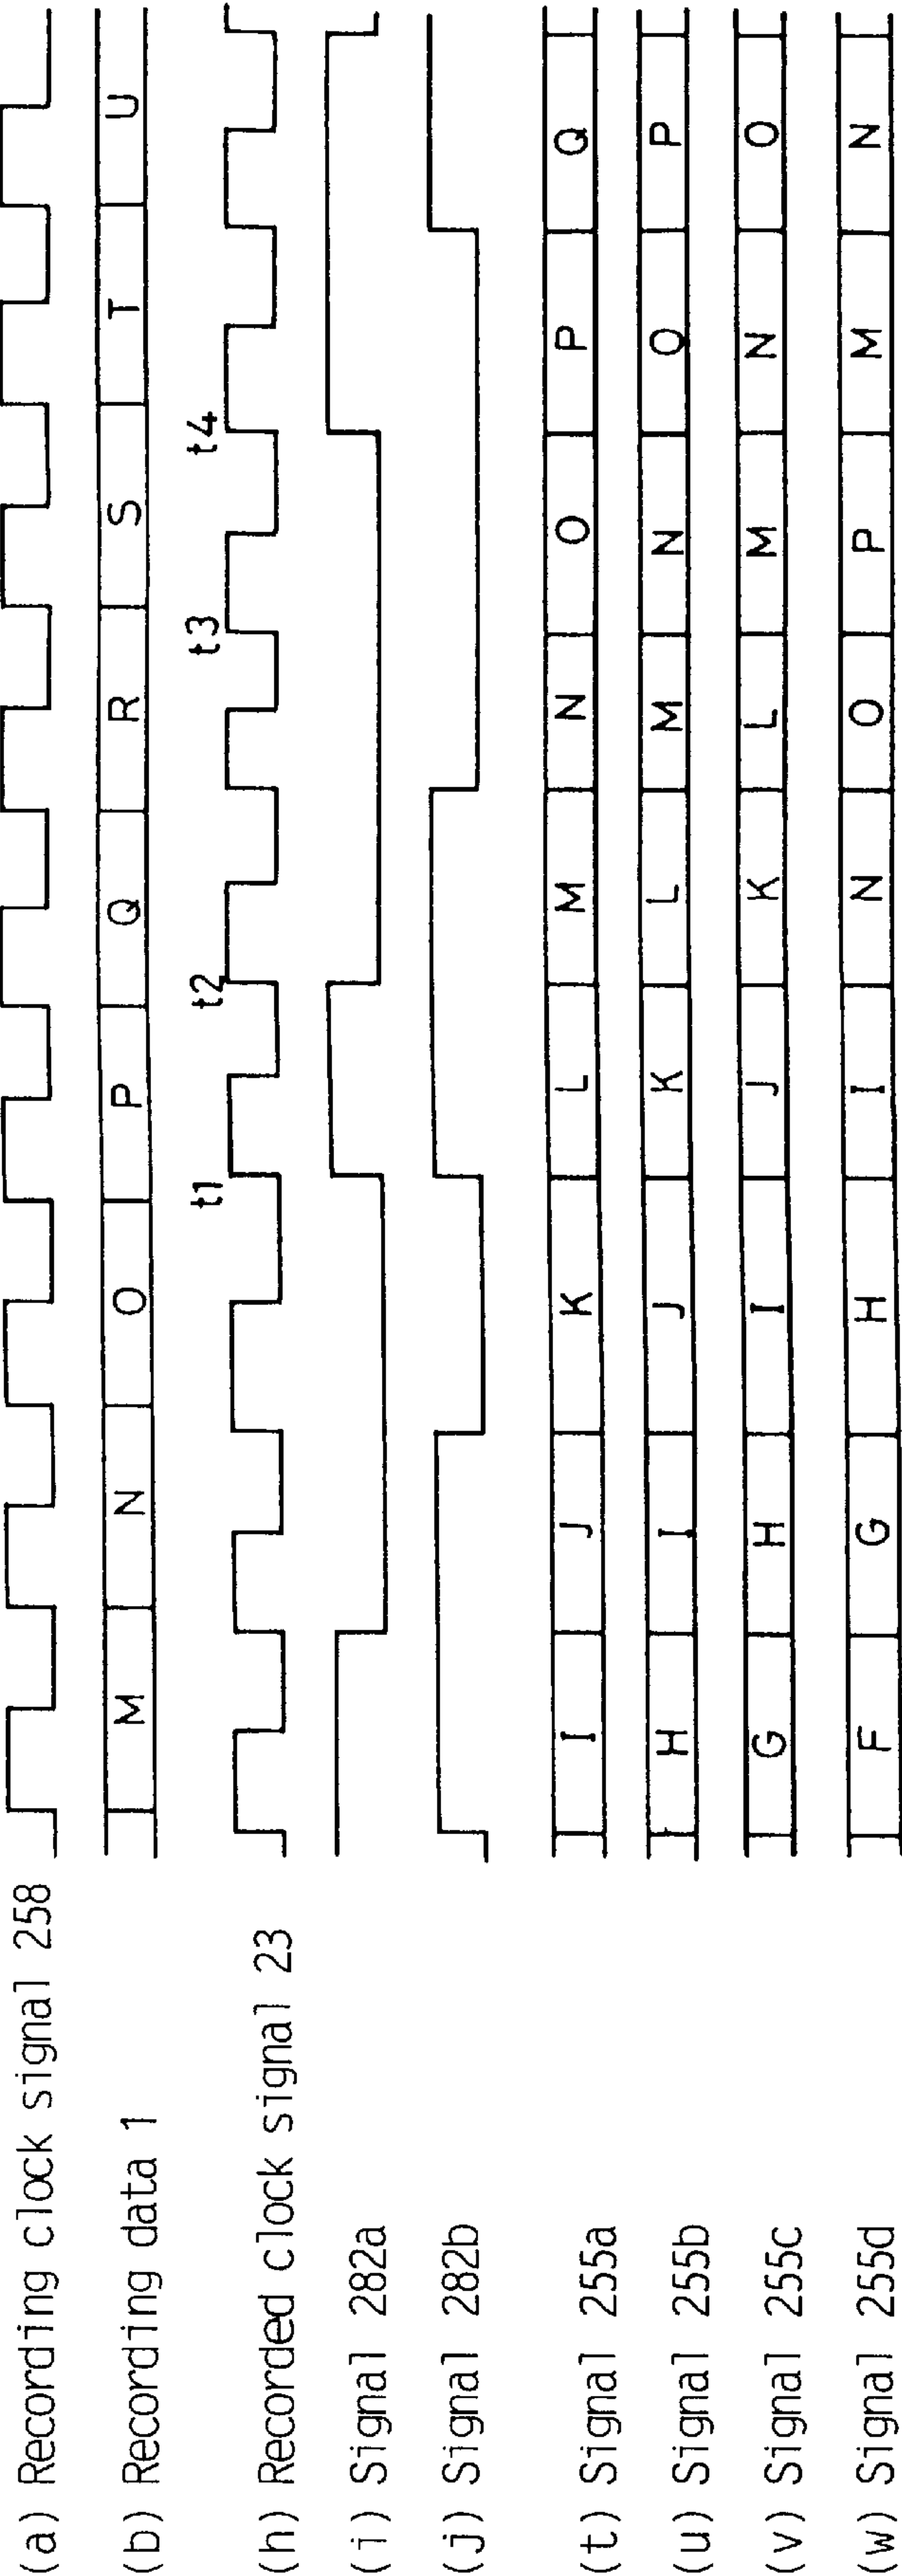 (a) Recording clock signal 258
(b) Recording data 1
M N O P Q R S T U
(h) Recorded clock signal 23
t1 t2 t3 t4
(i) Signal 282a
(j) Signal 282b
(t) Signal 255a
I J K L M N O P Q
(u) Signal 255b
H I J K L M N O P
(v) Signal 255c
G H I J K L M N O
(w) Signal 255d
F G H I N O P M N